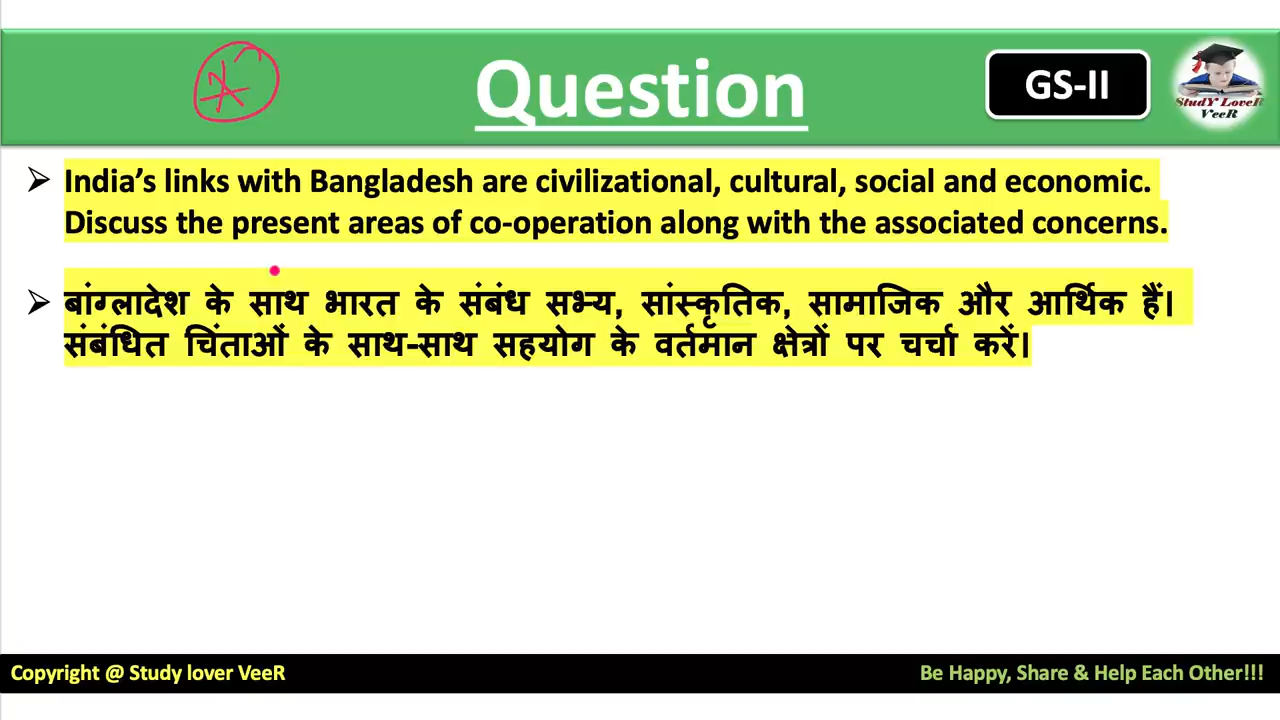 Question
GS-II
StudY LoveR
VeeR
➢ India's links with Bangladesh are civilizational, cultural, social and economic.
Discuss the present areas of co-operation along with the associated concerns.
➢ बांग्लादेश के साथ भारत के संबंध सभ्य, सांस्कृतिक, सामाजिक और आर्थिक हैं।
संबंधित चिंताओं के साथ-साथ सहयोग के वर्तमान क्षेत्रों पर चर्चा करें।
Copyright @ Study lover VeeR
Be Happy, Share & Help Each Other!!!